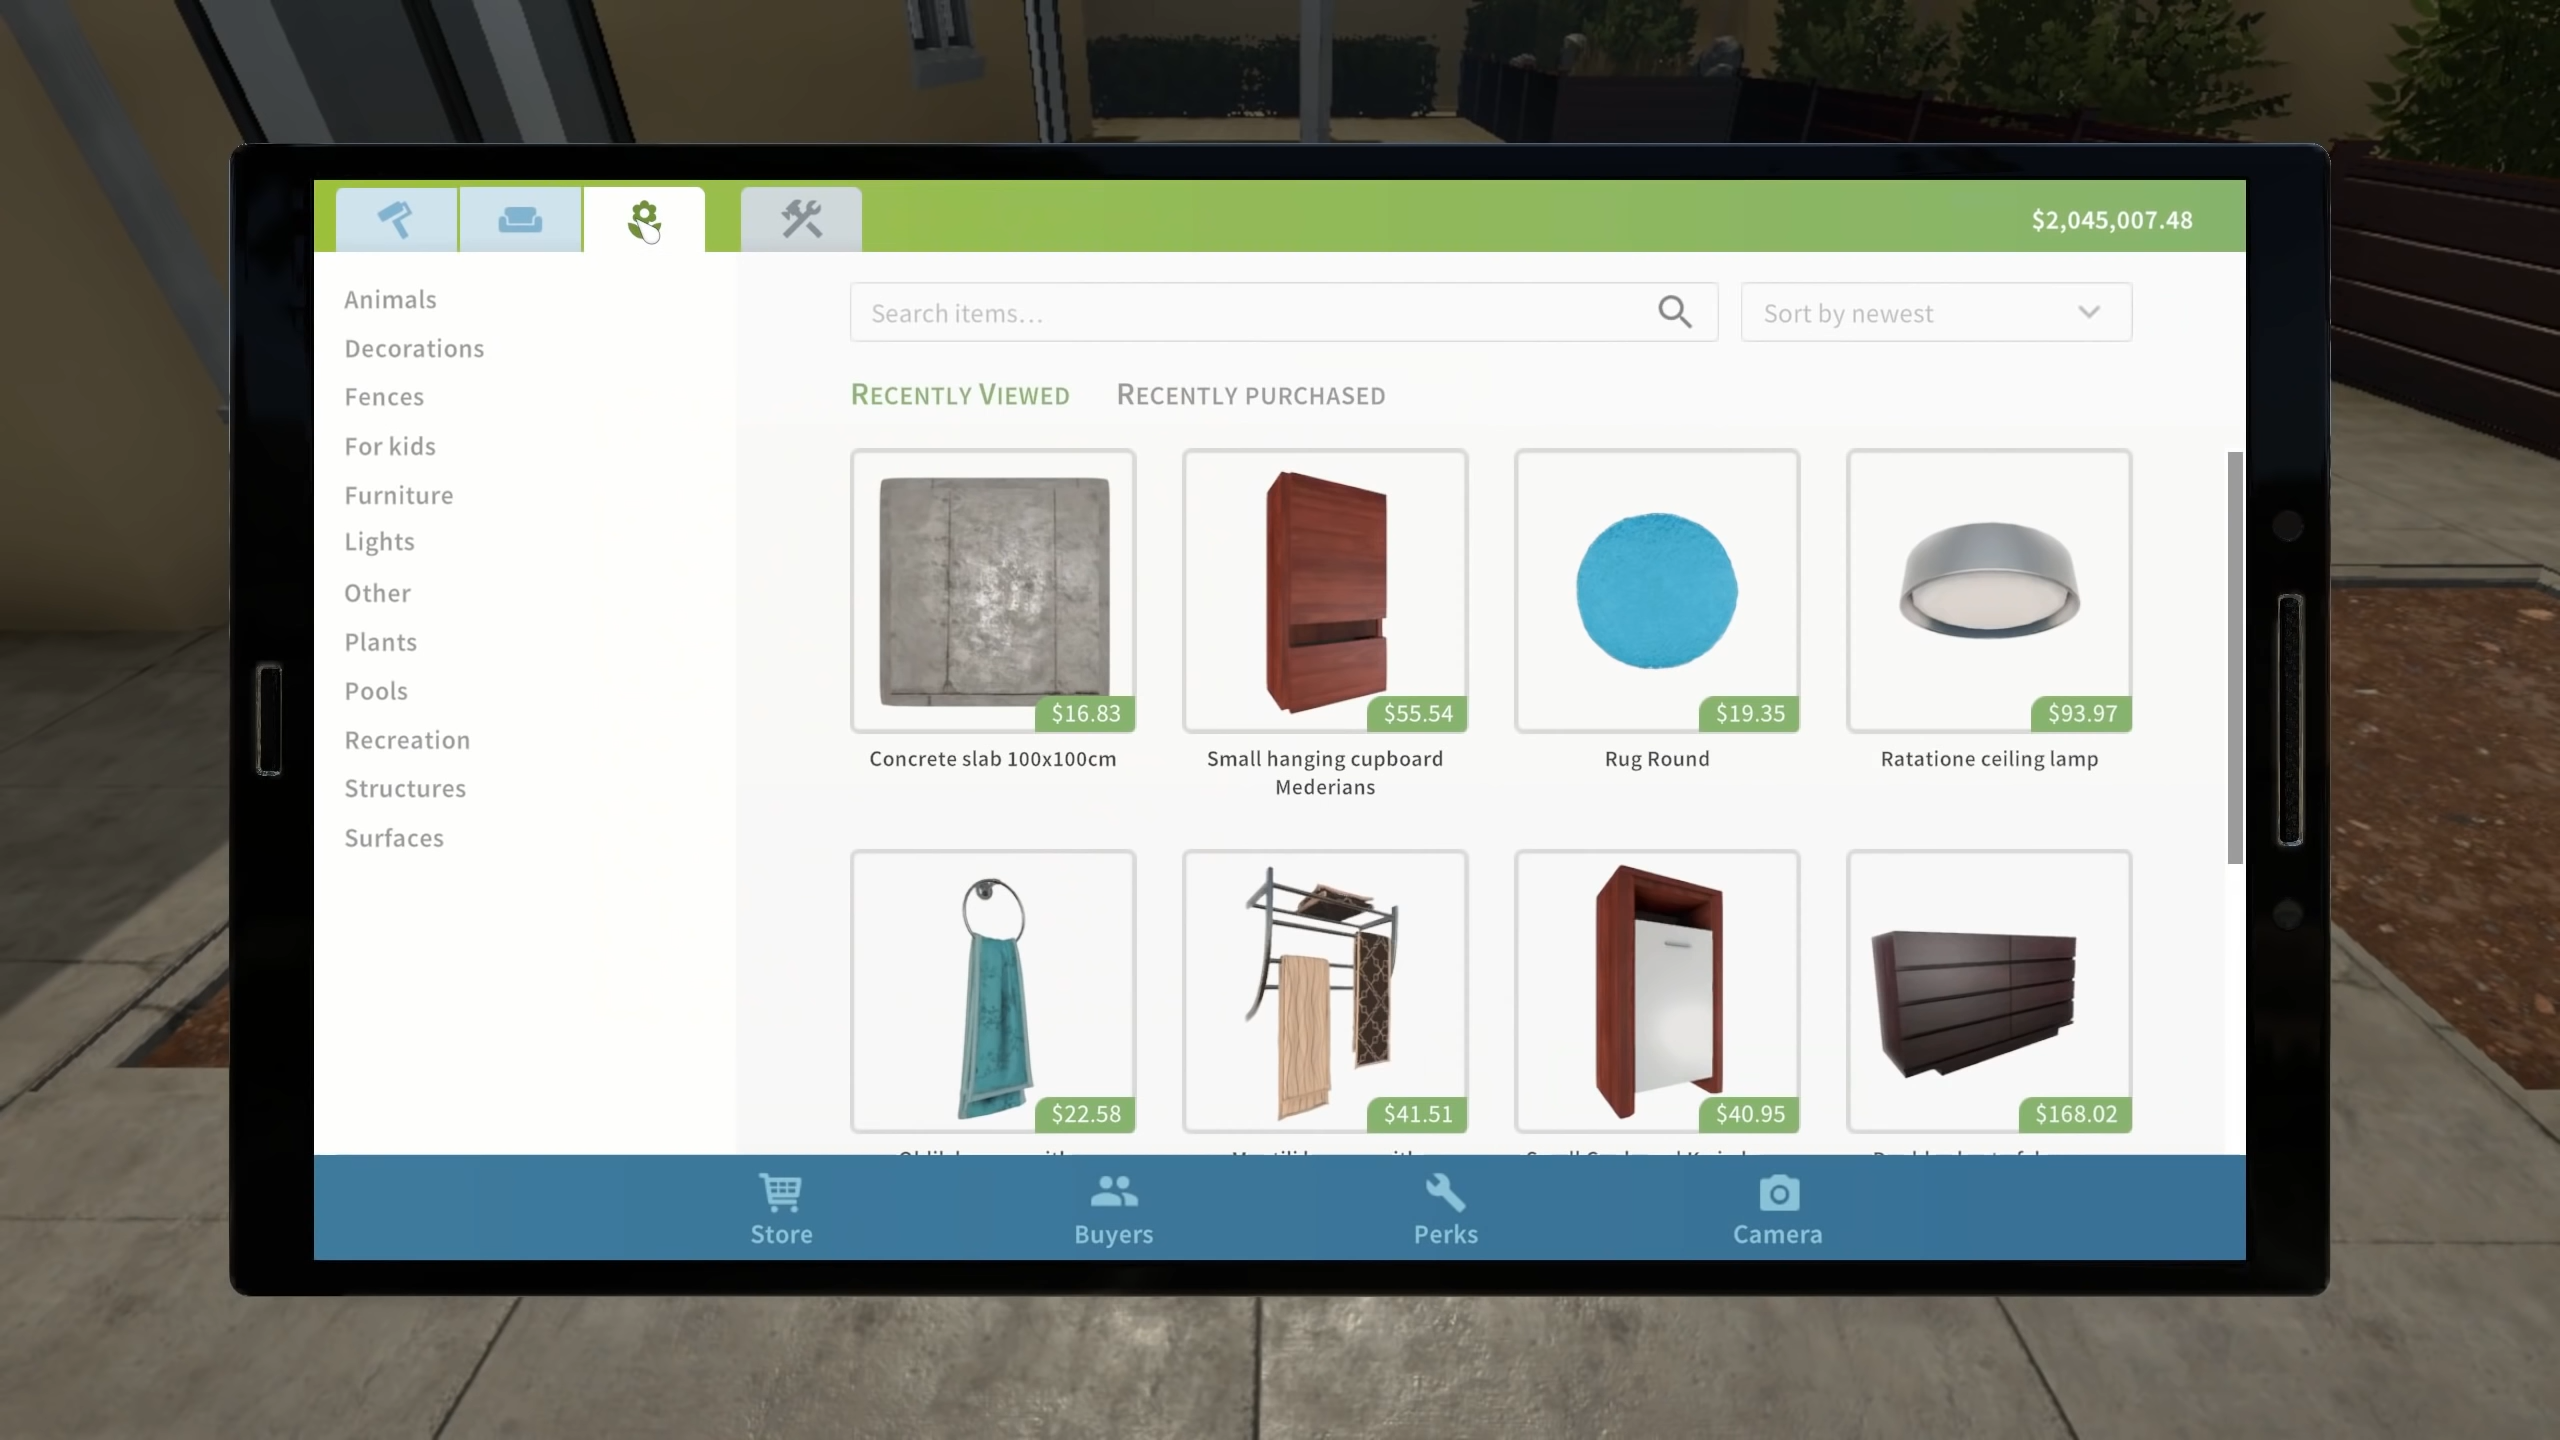 $2,045,007.48
Animals
Decorations
Fences
For kids
Furniture
Lights
Other
Plants
Pools
Recreation
Structures
Surfaces
Search items...
Sort by newest
RECENTLY VIEWED
RECENTLY PURCHASED
$16.83
$55.54
$19.35
$93.97
Concrete slab 100x100cm
Small hanging cupboard
Mederians
Rug Round
Ratatione ceiling lamp
$22.58
$41.51
$40.95
$168.02
Store
Buyers
Perks
Camera